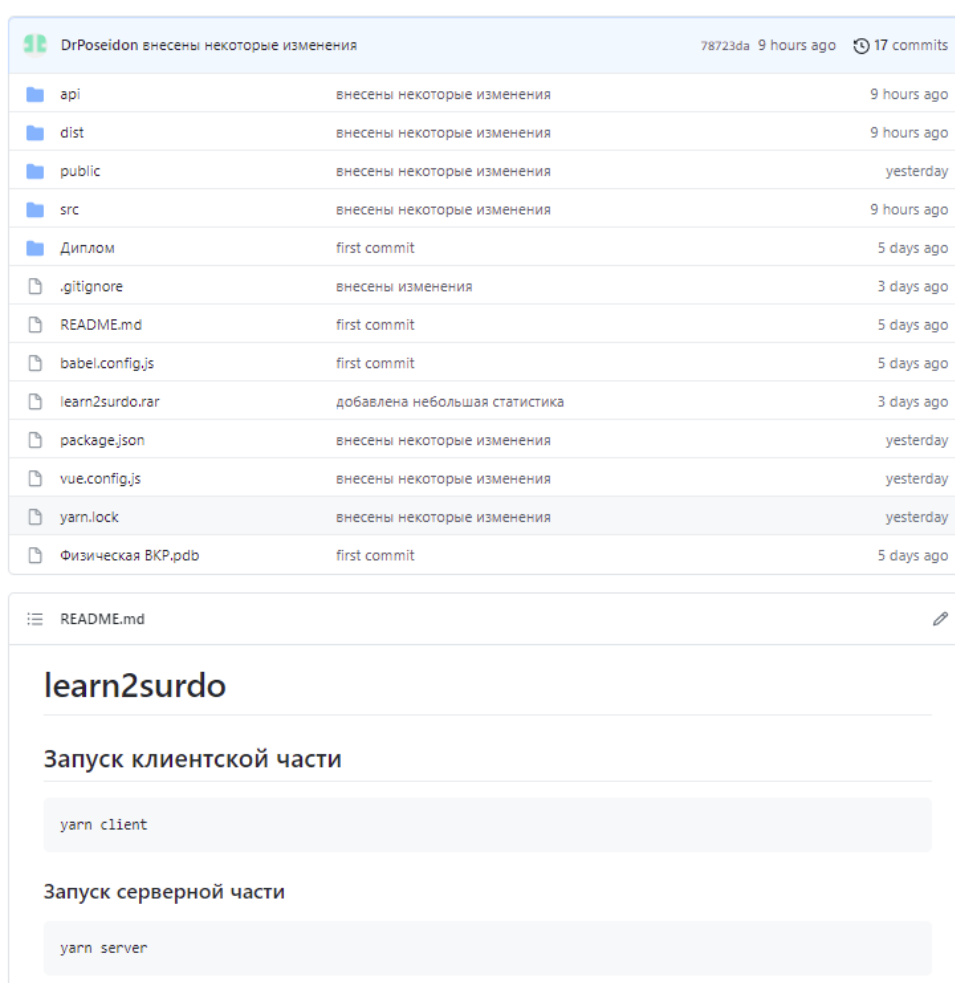 DrPoseidon внесены некоторые изменения 78723da 9 hours ago 17 commits
api внесены некоторые изменения 9 hours ago
dist внесены некоторые изменения 9 hours ago
public внесены некоторые изменения yesterday
src внесены некоторые изменения 9 hours ago
Диплом first commit 5 days ago
.gitignore внесены изменения 3 days ago
README.md first commit 5 days ago
babel.config.js first commit 5 days ago
learn2surdo.rar добавлена небольшая статистика 3 days ago
package.json внесены некоторые изменения yesterday
vue.config.js внесены некоторые изменения yesterday
yarn.lock внесены некоторые изменения yesterday
Физическая ВКР.pdb first commit 5 days ago
README.md
learn2surdo
Запуск клиентской части
yarn client
Запуск серверной части
yarn server